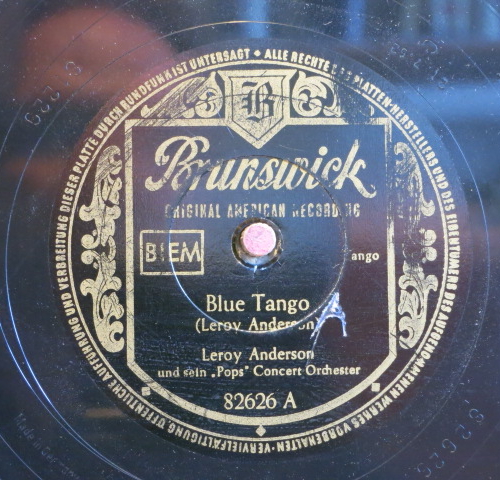 ALLE RECHTE DES PLATTEN-HERSTELLERS UND DES EIGENTÜMERS DES AUFGENOMMENEN WERKES VORBEHALTEN · VERVIELFÄLTIGUNG, ÖFFENTLICHE AUFFÜHRUNG UND VERBREITUNG DIESER PLATTE DURCH RUNDFUNK IST UNTERSAGT
B
Brunswick
ORIGINAL AMERICAN RECORDING
BIEM
ango
Blue Tango
(Leroy Anderson)
Leroy Anderson
und sein „Pops" Concert Orchester
82626 A
82626